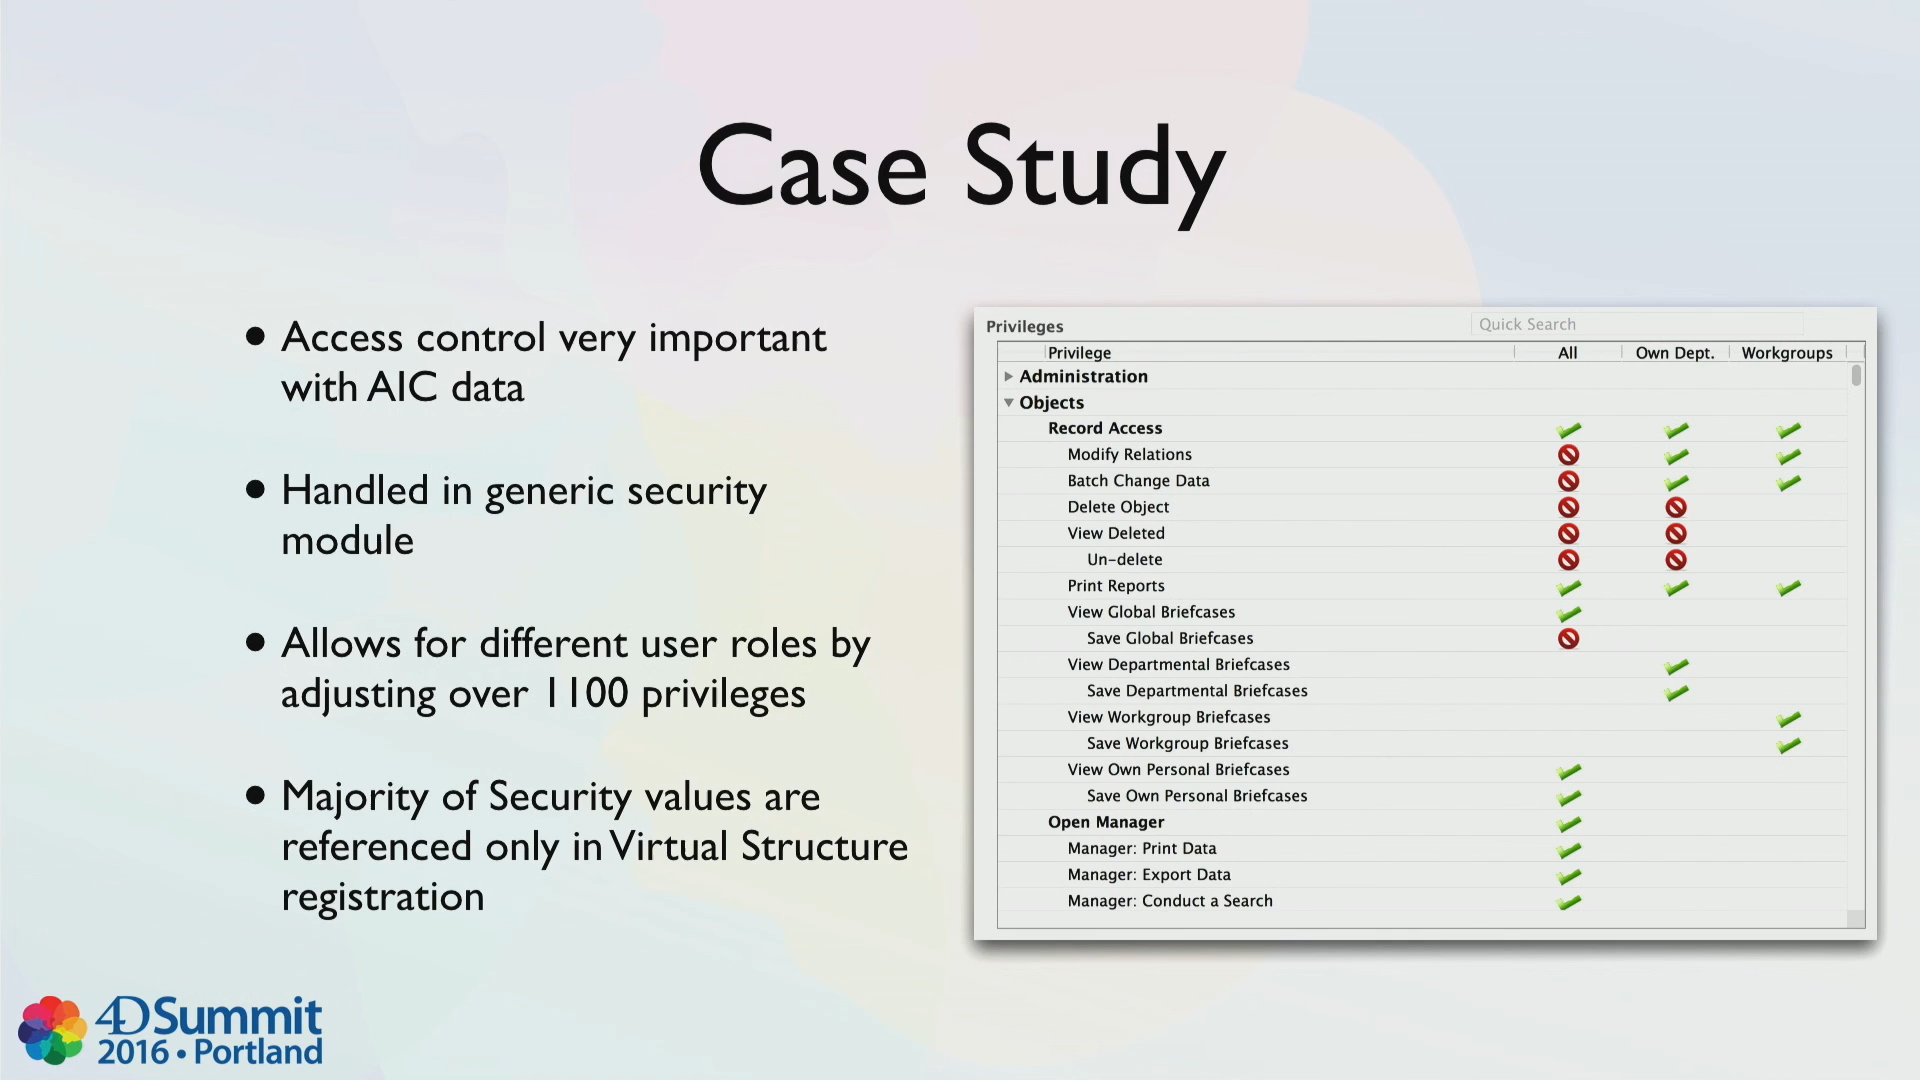 Case Study
• Access control very important
with AIC data
• Handled in generic security
module
• Allows for different user roles by
adjusting over 1100 privileges
• Majority of Security values are
referenced only in Virtual Structure
registration
Privileges
Quick Search
Privilege All Own Dept. Workgroups
Administration
Objects
Record Access
Modify Relations
Batch Change Data
Delete Object
View Deleted
Un-delete
Print Reports
View Global Briefcases
Save Global Briefcases
View Departmental Briefcases
Save Departmental Briefcases
View Workgroup Briefcases
Save Workgroup Briefcases
View Own Personal Briefcases
Save Own Personal Briefcases
Open Manager
Manager: Print Data
Manager: Export Data
Manager: Conduct a Search
4D Summit
2016 • Portland